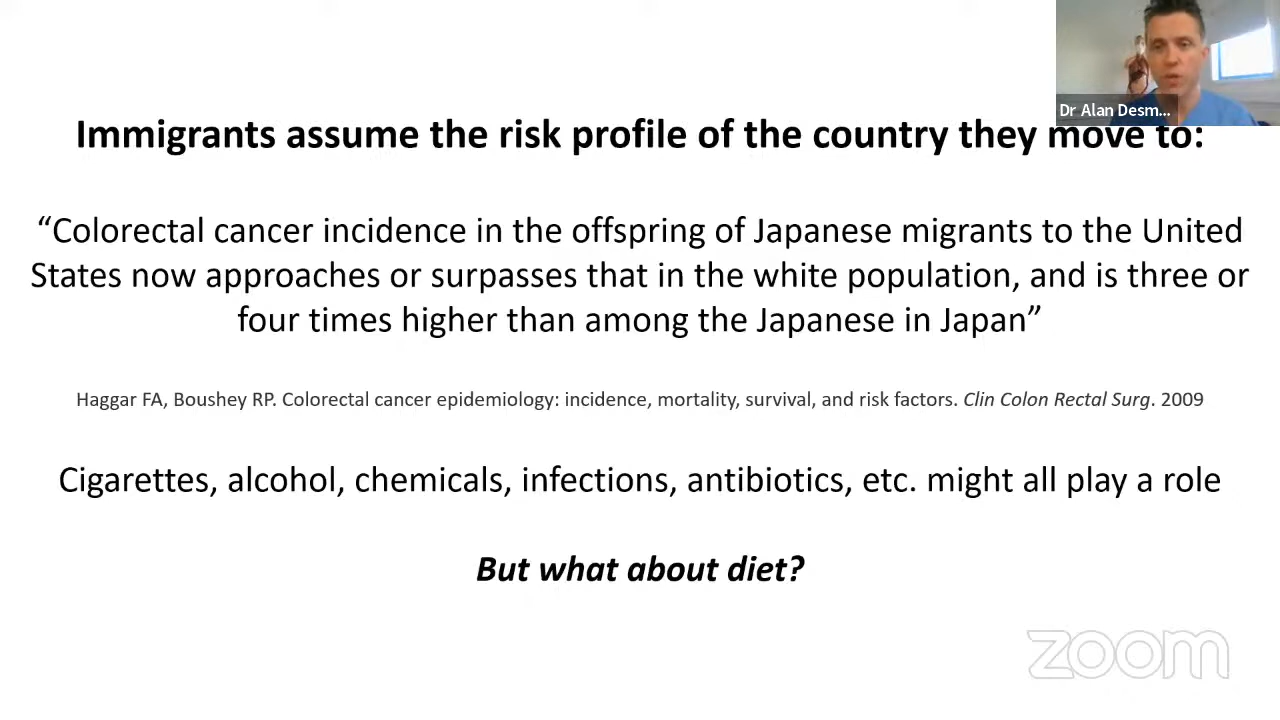 Dr Alan Desm...
Immigrants assume the risk profile of the country they move to:
“Colorectal cancer incidence in the offspring of Japanese migrants to the United
States now approaches or surpasses that in the white population, and is three or
four times higher than among the Japanese in Japan”
Haggar FA, Boushey RP. Colorectal cancer epidemiology: incidence, mortality, survival, and risk factors. Clin Colon Rectal Surg. 2009
Cigarettes, alcohol, chemicals, infections, antibiotics, etc. might all play a role
But what about diet?
zoom